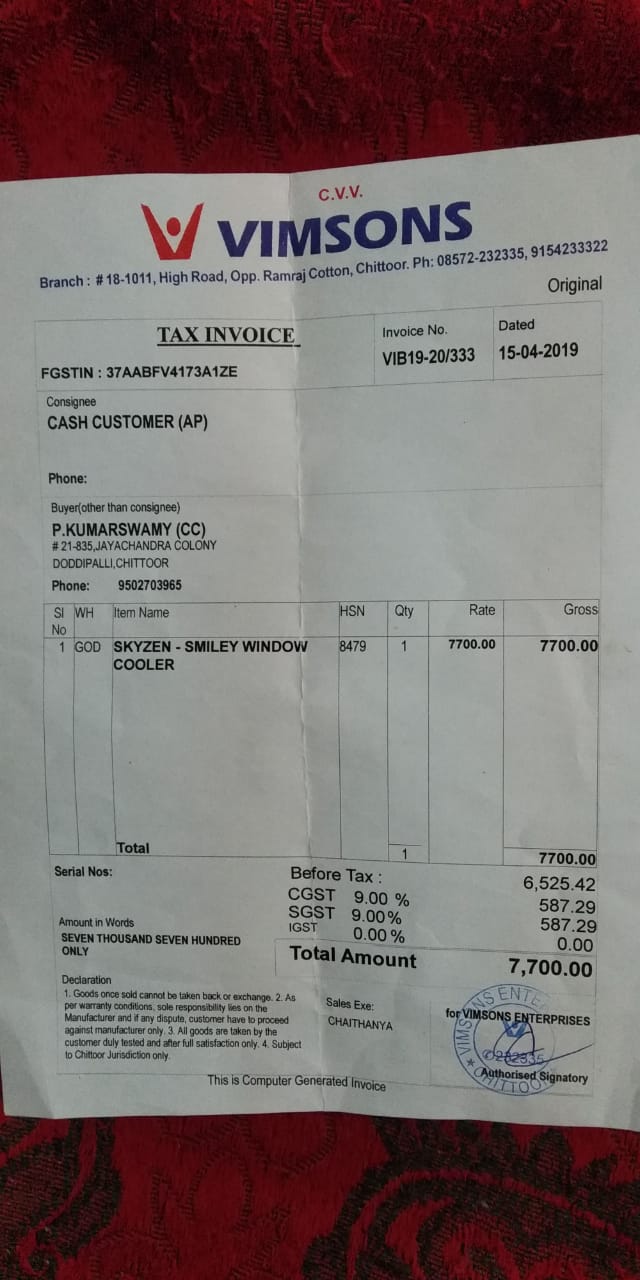 C.V.V.
VIMSONS
Branch : # 18-1011, High Road, Opp. Ramraj Cotton, Chittoor. Ph: 08572-232335, 9154233322
Original
TAX INVOICE
FGSTIN : 37AABFV4173A1ZE
Invoice No.
VIB19-20/333
Dated
15-04-2019
Consignee
CASH CUSTOMER (AP)
Phone:
Buyer(other than consignee)
P.KUMARSWAMY (CC)
# 21-835,JAYACHANDRA COLONY
DODDIPALLI,CHITTOOR
Phone: 9502703965
Sl No WH Item Name HSN Qty Rate Gross
1 GOD SKYZEN - SMILEY WINDOW COOLER 8479 1 7700.00 7700.00
Total 1 7700.00
Serial Nos:
Before Tax : 6,525.42
CGST 9.00 % 587.29
SGST 9.00% 587.29
IGST 0.00 % 0.00
Total Amount 7,700.00
Amount in Words
SEVEN THOUSAND SEVEN HUNDRED
ONLY
Declaration
1. Goods once sold cannot be taken back or exchange. 2. As
per warranty conditions, sole responsibility lies on the
Manufacturer and if any dispute, customer have to proceed
against manufacturer only. 3. All goods are taken by the
customer duly tested and after full satisfaction only. 4. Subject
to Chittoor Jurisdiction only.
Sales Exe:
CHAITHANYA
for VIMSONS ENTERPRISES
VIMSONS ENTE
✆232335
CHITTOOR
Authorised Signatory
This is Computer Generated Invoice